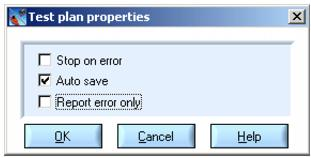 Test plan properties
Stop on error
Auto save
Report error only
OK Cancel Help